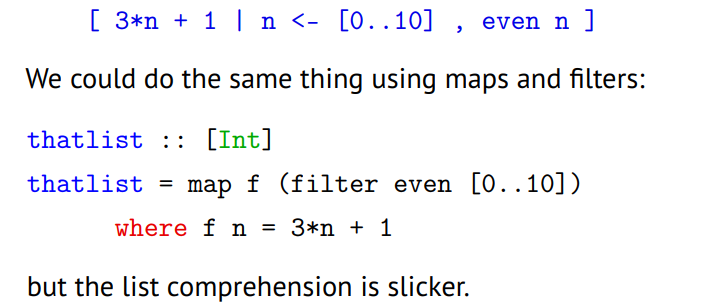 [ 3*n + 1 | n <- [0..10] , even n ]
We could do the same thing using maps and filters:
thatlist :: [Int]
thatlist = map f (filter even [0..10])
where f n = 3*n + 1
but the list comprehension is slicker.